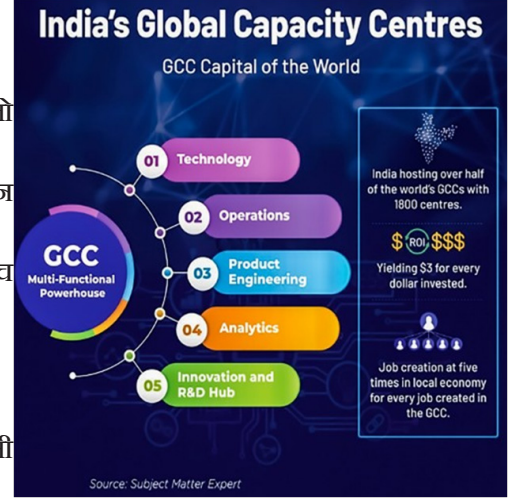 India's Global Capacity Centres
GCC Capital of the World
01 Technology
02 Operations
GCC
Multi-Functional
Powerhouse
03 Product
Engineering
04 Analytics
05 Innovation and
R&D Hub
India hosting over half
of the world's GCCs with
1800 centres.
$ ROI $$$
Yielding $3 for every
dollar invested.
Job creation at five
times in local economy
for every job created in
the GCC.
Source: Subject Matter Expert